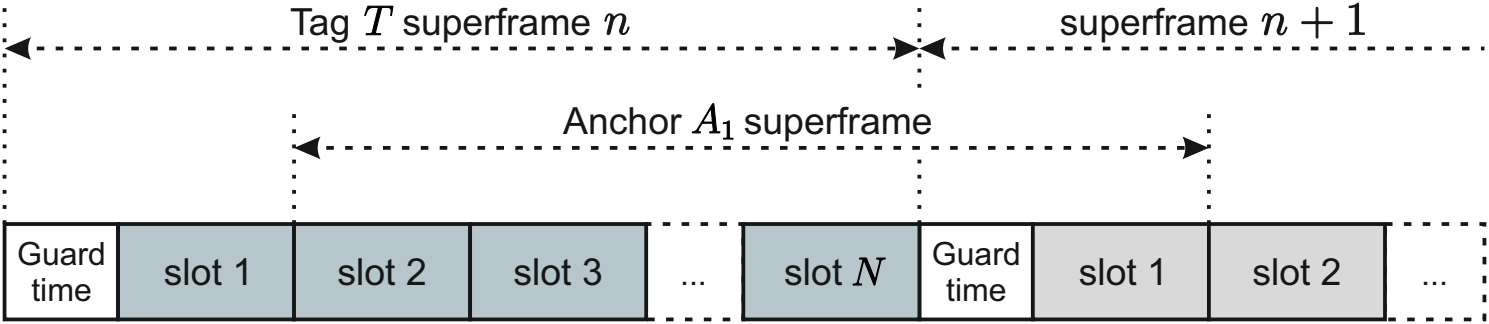 Tag T superframe n
superframe n + 1
Anchor A₁ superframe
Guard time
slot 1
slot 2
slot 3
...
slot N
Guard time
slot 1
slot 2
...